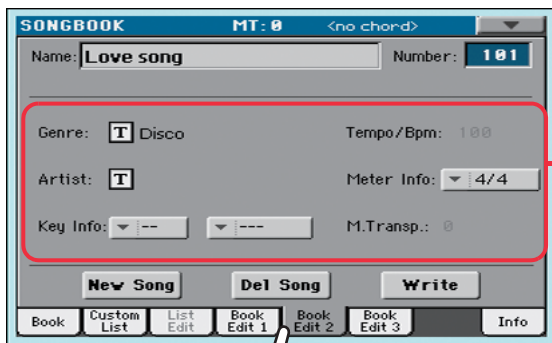 SONGBOOK MT:0 <no chord>
Name: Love song Number: 101
Genre: T Disco Tempo/Bpm: 100
Artist: T Meter Info: 4/4
Key Info: -- --- M.Transp.: 0
New Song Del Song Write
Book Custom List List Edit Book Edit 1 Book Edit 2 Book Edit 3 Info